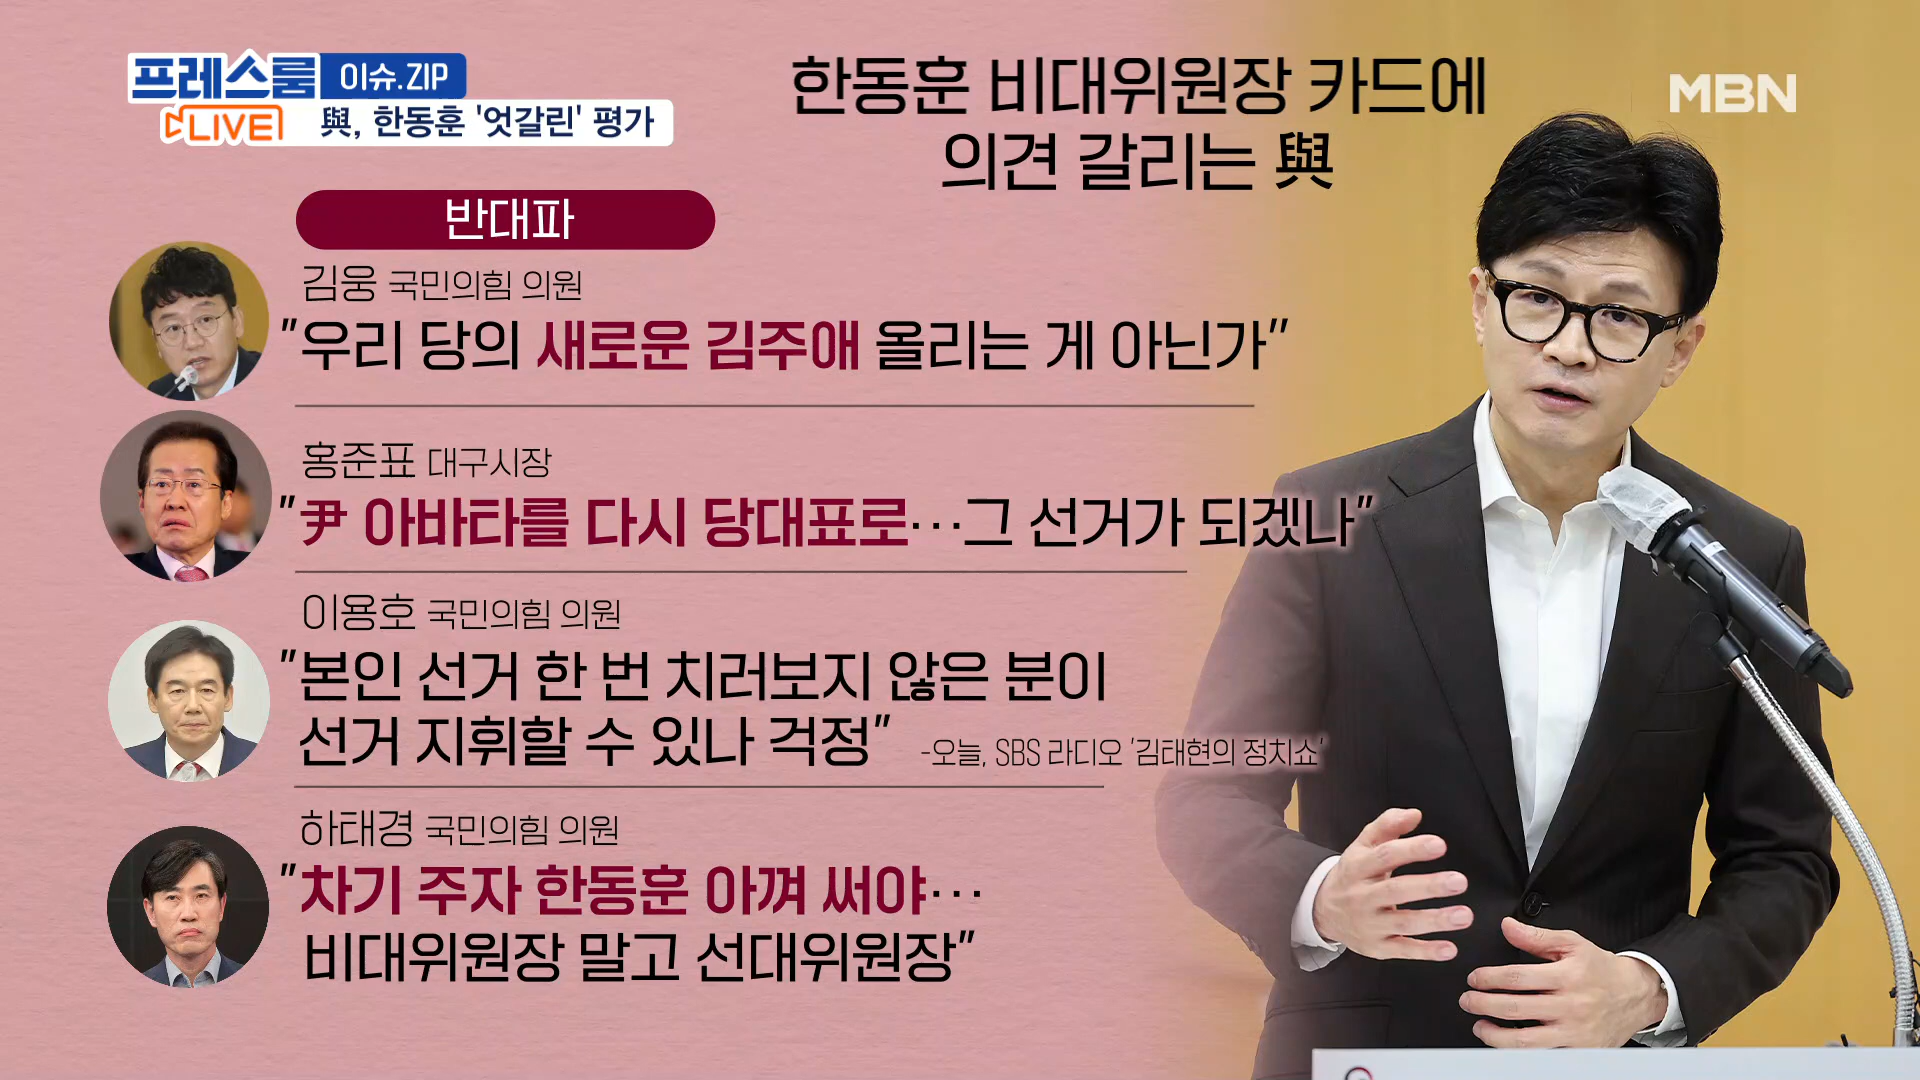 프레스룸 이슈.ZIP
LIVE!
與, 한동훈 '엇갈린' 평가
한동훈 비대위원장 카드에
의견 갈리는 與
MBN
반대파
김웅 국민의힘 의원
"우리 당의 새로운 김주애 올리는 게 아닌가"
홍준표 대구시장
"尹 아바타를 다시 당대표로…그 선거가 되겠나"
이용호 국민의힘 의원
"본인 선거 한 번 치러보지 않은 분이
선거 지휘할 수 있나 걱정"
-오늘, SBS 라디오 '김태현의 정치쇼'
하태경 국민의힘 의원
"차기 주자 한동훈 아껴 써야…
비대위원장 말고 선대위원장"